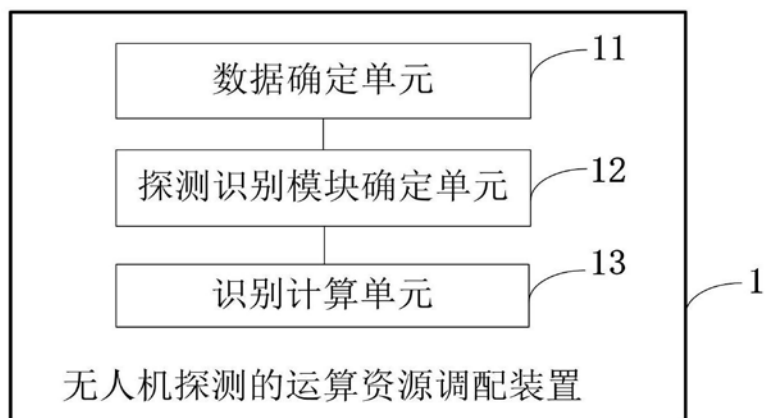 数据确定单元 11
探测识别模块确定单元 12
识别计算单元 13
1
无人机探测的运算资源调配装置